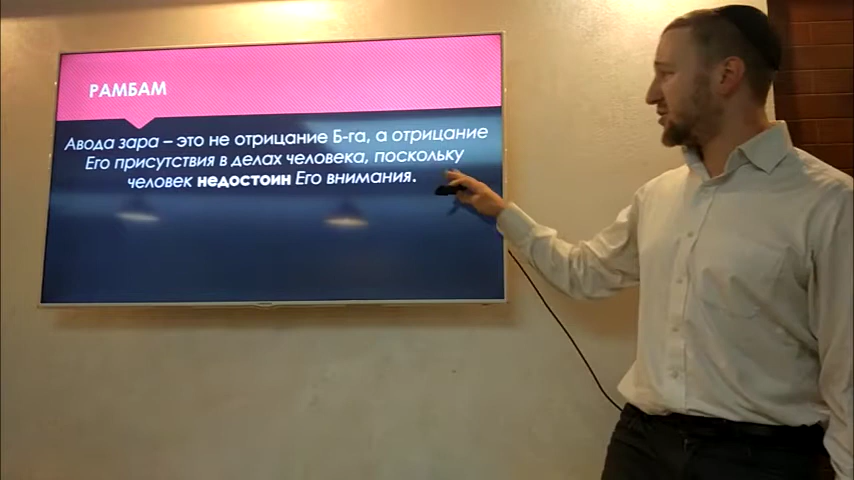 РАМБАМ
Авода зара – это не отрицание Б-га, а отрицание
Его присутствия в делах человека, поскольку
человек недостоин Его внимания.